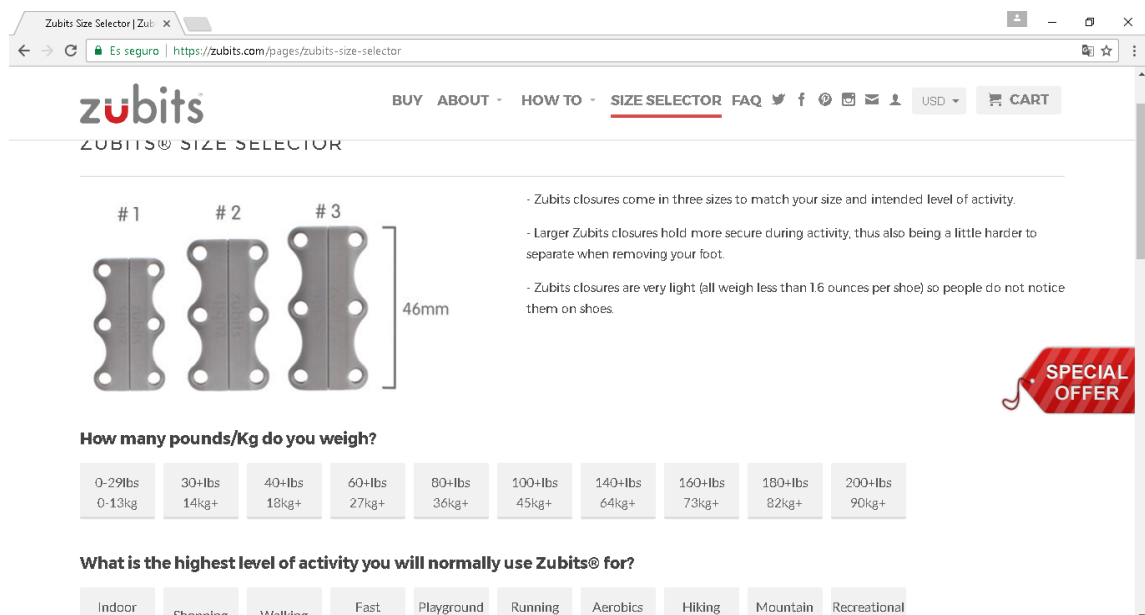 Zubits Size Selector | Zub
Es seguro https://zubits.com/pages/zubits-size-selector
zubits
BUY ABOUT HOW TO SIZE SELECTOR FAQ USD CART
ZUBITS® SIZE SELECTOR
# 1 # 2 # 3
46mm
zubits zubits zubits
- Zubits closures come in three sizes to match your size and intended level of activity.
- Larger Zubits closures hold more secure during activity, thus also being a little harder to
separate when removing your foot.
- Zubits closures are very light (all weigh less than 1.6 ounces per shoe) so people do not notice
them on shoes.
SPECIAL
OFFER
How many pounds/Kg do you weigh?
0-29lbs 30+lbs 40+lbs 60+lbs 80+lbs 100+lbs 140+lbs 160+lbs 180+lbs 200+lbs
0-13kg 14kg+ 18kg+ 27kg+ 36kg+ 45kg+ 64kg+ 73kg+ 82kg+ 90kg+
What is the highest level of activity you will normally use Zubits® for?
Indoor Shopping Walking Fast Playground Running Aerobics Hiking Mountain Recreational